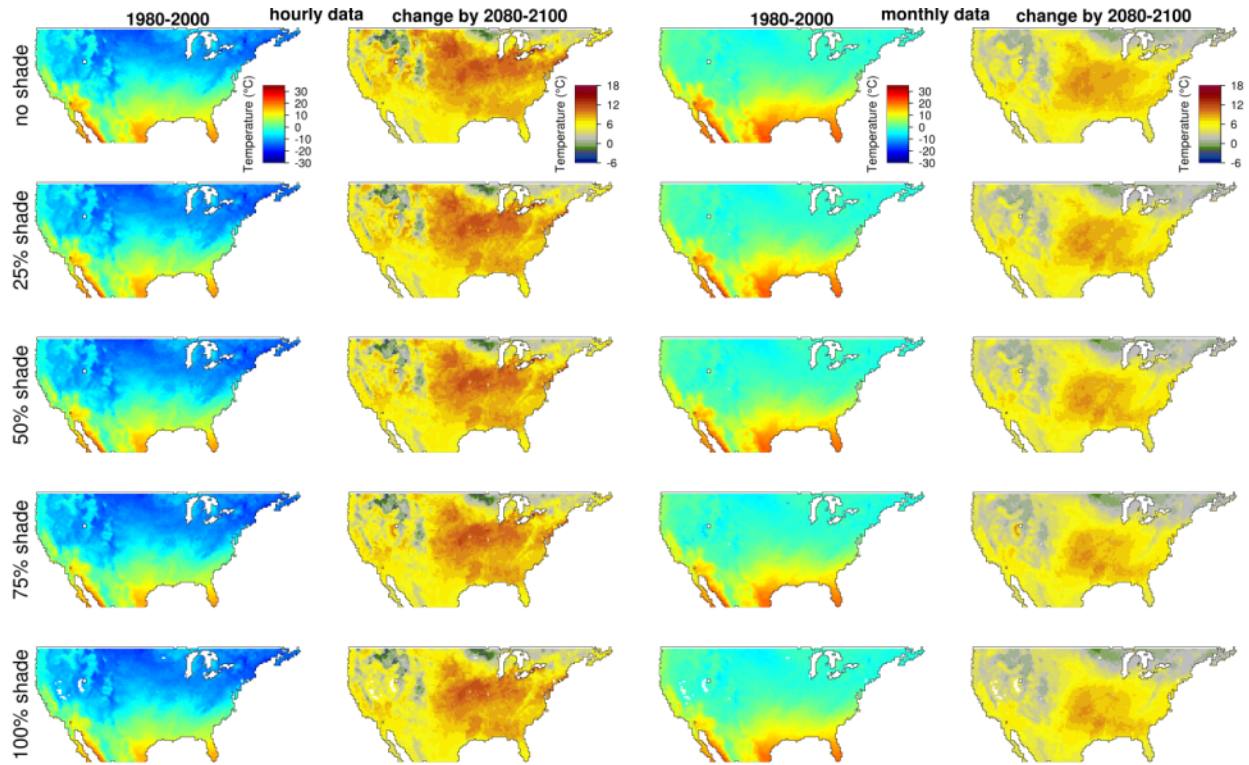 1980-2000 hourly data change by 2080-2100 1980-2000 monthly data change by 2080-2100
no shade
Temperature (°C)
30
20
10
0
-10
-20
-30
Temperature (°C)
18
12
6
0
-6
Temperature (°C)
30
20
10
0
-10
-20
-30
Temperature (°C)
18
12
6
0
-6
25% shade
50% shade
75% shade
100% shade